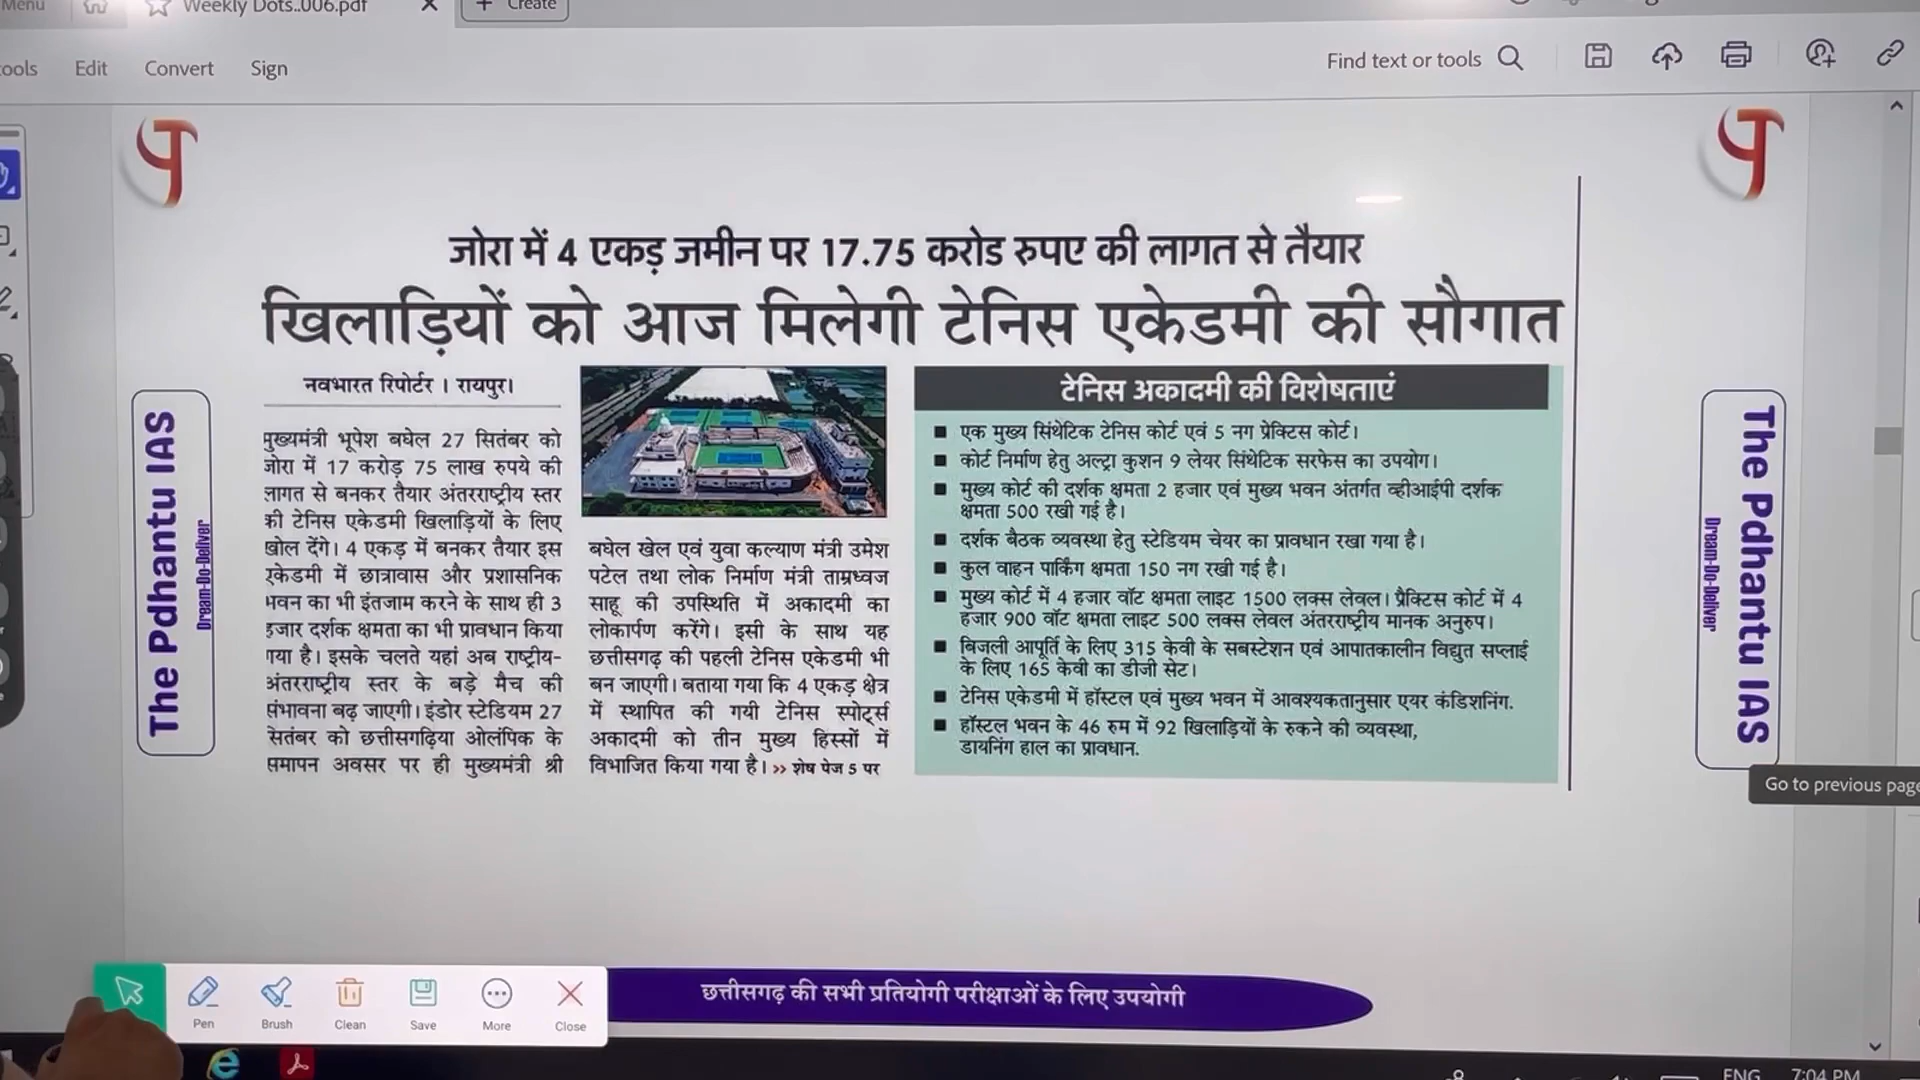 Menu
Weekly Dots..006.pdf
Create
ools
Edit
Convert
Sign
Find text or tools
जोरा में 4 एकड़ जमीन पर 17.75 करोड रुपए की लागत से तैयार
खिलाड़ियों को आज मिलेगी टेनिस एकेडमी की सौगात
नवभारत रिपोर्टर । रायपुर।
मुख्यमंत्री भूपेश बघेल 27 सितंबर को
जोरा में 17 करोड़ 75 लाख रुपये की
लागत से बनकर तैयार अंतरराष्ट्रीय स्तर
की टेनिस एकेडमी खिलाड़ियों के लिए
खोल देंगे। 4 एकड़ में बनकर तैयार इस
एकेडमी में छात्रावास और प्रशासनिक
भवन का भी इंतजाम करने के साथ ही 3
हजार दर्शक क्षमता का भी प्रावधान किया
गया है। इसके चलते यहां अब राष्ट्रीय-
अंतरराष्ट्रीय स्तर के बड़े मैच की
संभावना बढ़ जाएगी। इंडोर स्टेडियम 27
सितंबर को छत्तीसगढ़िया ओलंपिक के
समापन अवसर पर ही मुख्यमंत्री श्री
बघेल खेल एवं युवा कल्याण मंत्री उमेश
पटेल तथा लोक निर्माण मंत्री ताम्रध्वज
साहू की उपस्थिति में अकादमी का
लोकार्पण करेंगे। इसी के साथ यह
छत्तीसगढ़ की पहली टेनिस एकेडमी भी
बन जाएगी। बताया गया कि 4 एकड़ क्षेत्र
में स्थापित की गयी टेनिस स्पोर्ट्स
अकादमी को तीन मुख्य हिस्सों में
विभाजित किया गया है। >> शेष पेज 5 पर
टेनिस अकादमी की विशेषताएं
■ एक मुख्य सिंथेटिक टेनिस कोर्ट एवं 5 नग प्रेक्टिस कोर्ट।
■ कोर्ट निर्माण हेतु अल्ट्रा कुशन 9 लेयर सिंथेटिक सरफेस का उपयोग।
■ मुख्य कोर्ट की दर्शक क्षमता 2 हजार एवं मुख्य भवन अंतर्गत व्हीआईपी दर्शक
क्षमता 500 रखी गई है।
■ दर्शक बैठक व्यवस्था हेतु स्टेडियम चेयर का प्रावधान रखा गया है।
■ कुल वाहन पार्किंग क्षमता 150 नग रखी गई है।
■ मुख्य कोर्ट में 4 हजार वॉट क्षमता लाइट 1500 लक्स लेवल। प्रैक्टिस कोर्ट में 4
हजार 900 वॉट क्षमता लाइट 500 लक्स लेवल अंतरराष्ट्रीय मानक अनुरुप।
■ बिजली आपूर्ति के लिए 315 केवी के सबस्टेशन एवं आपातकालीन विद्युत सप्लाई
के लिए 165 केवी का डीजी सेट।
■ टेनिस एकेडमी में हॉस्टल एवं मुख्य भवन में आवश्यकतानुसार एयर कंडिशनिंग.
■ हॉस्टल भवन के 46 रुम में 92 खिलाड़ियों के रुकने की व्यवस्था,
डायनिंग हाल का प्रावधान.
The Pdhantu IAS
Dream-Do-Deliver
The Pdhantu IAS
Dream-Do-Deliver
Go to previous page
छत्तीसगढ़ की सभी प्रतियोगी परीक्षाओं के लिए उपयोगी
Pen
Brush
Clean
Save
More
Close
ENG
7:04 PM